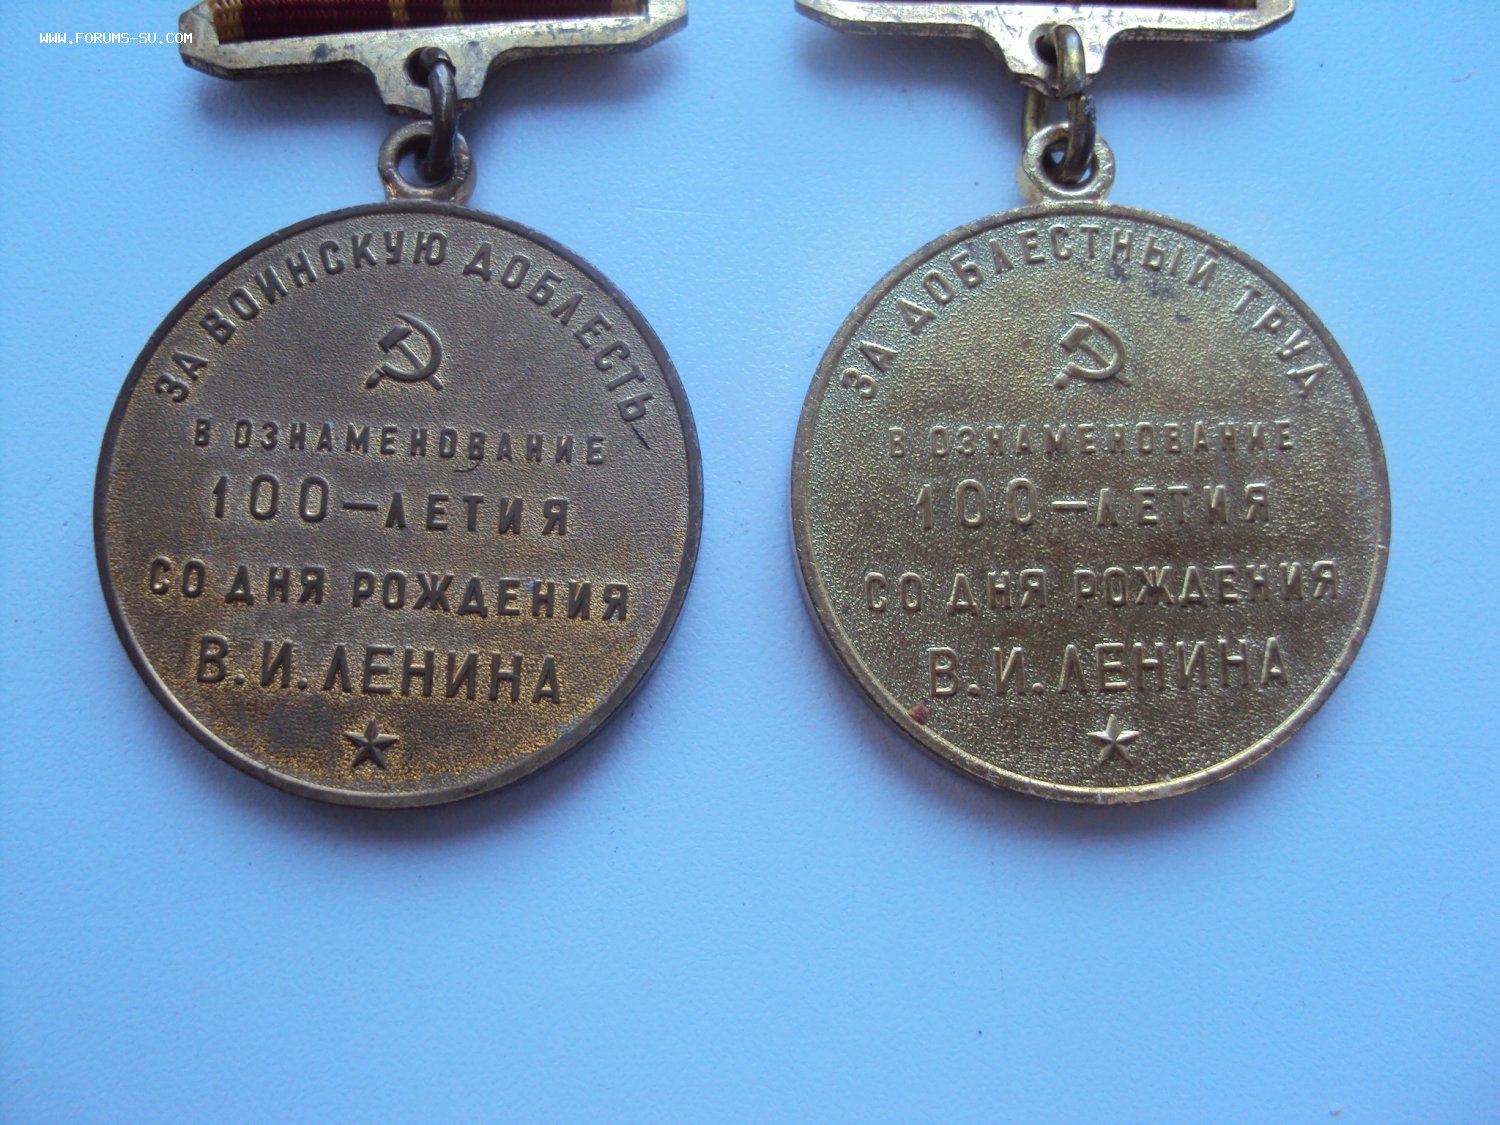 WWW.FORUMS-SU.COM
ЗА ВОИНСКУЮ ДОБЛЕСТЬ
В ОЗНАМЕНОВАНИЕ
100-ЛЕТИЯ
СО ДНЯ РОЖДЕНИЯ
В.И.ЛЕНИНА
ЗА ДОБЛЕСТНЫЙ ТРУД
В ОЗНАМЕНОВАНИЕ
100-ЛЕТИЯ
СО ДНЯ РОЖДЕНИЯ
В.И.ЛЕНИНА